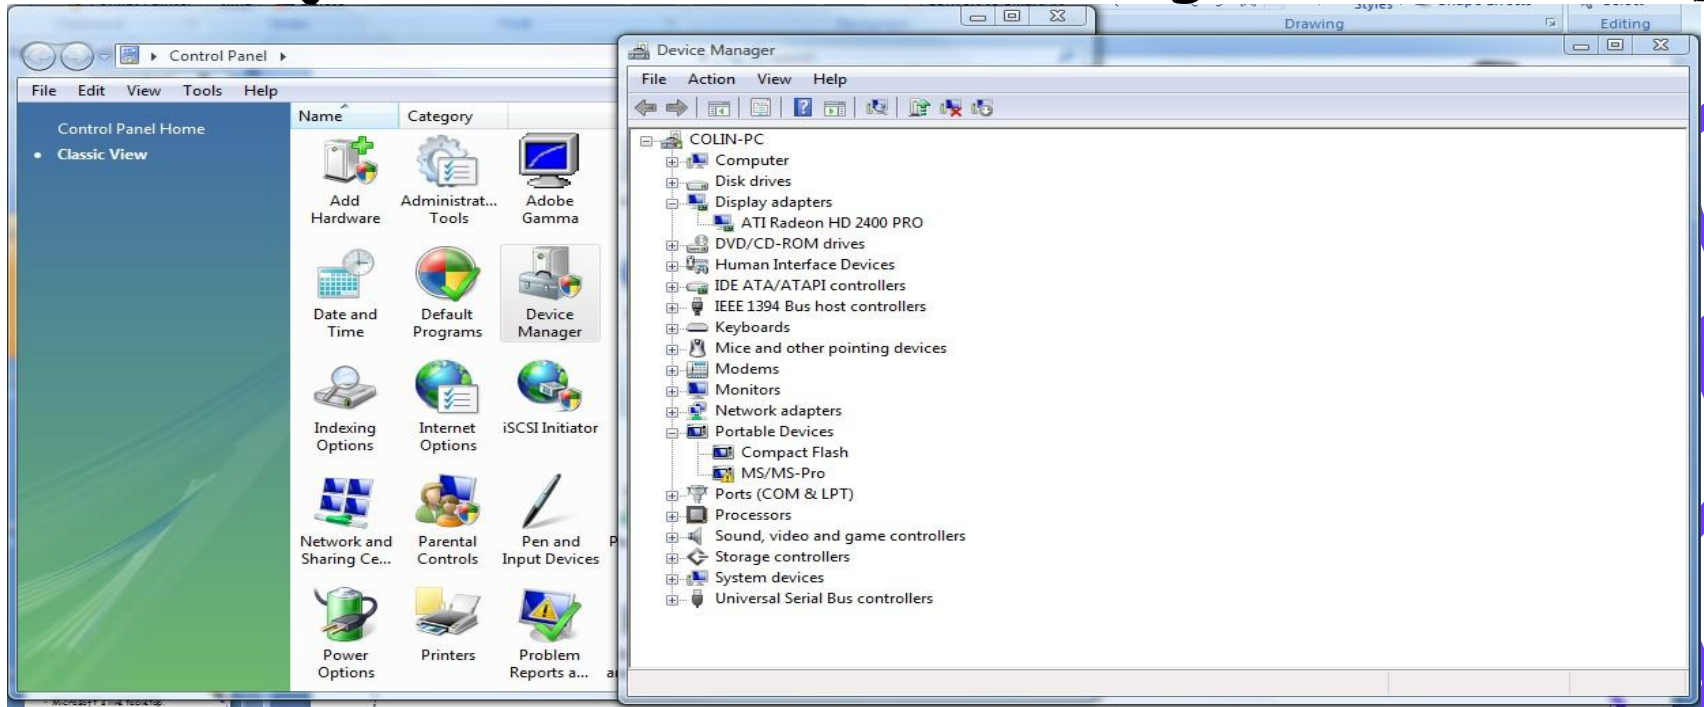 Drawing
Editing
Control Panel
File Edit View Tools Help
Control Panel Home
Classic View
Name Category
Add Hardware
Administrat... Tools
Adobe Gamma
Date and Time
Default Programs
Device Manager
Indexing Options
Internet Options
iSCSI Initiator
Network and Sharing Ce...
Parental Controls
Pen and Input Devices
Power Options
Printers
Problem Reports a...
Device Manager
File Action View Help
COLIN-PC
Computer
Disk drives
Display adapters
ATI Radeon HD 2400 PRO
DVD/CD-ROM drives
Human Interface Devices
IDE ATA/ATAPI controllers
IEEE 1394 Bus host controllers
Keyboards
Mice and other pointing devices
Modems
Monitors
Network adapters
Portable Devices
Compact Flash
MS/MS-Pro
Ports (COM & LPT)
Processors
Sound, video and game controllers
Storage controllers
System devices
Universal Serial Bus controllers